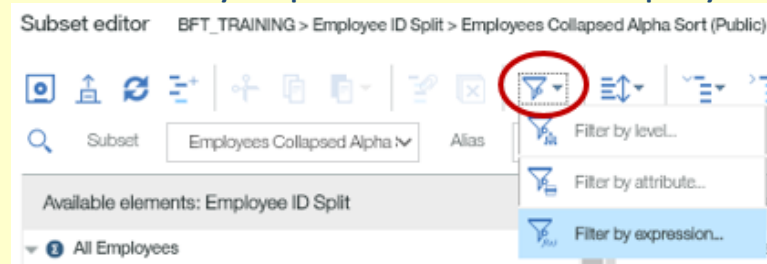 Subset editor BFT_TRAINING > Employee ID Split > Employees Collapsed Alpha Sort (Public)
Subset Employees Collapsed Alpha Alias
Filter by level...
Filter by attribute...
Available elements: Employee ID Split
Filter by expression...
All Employees